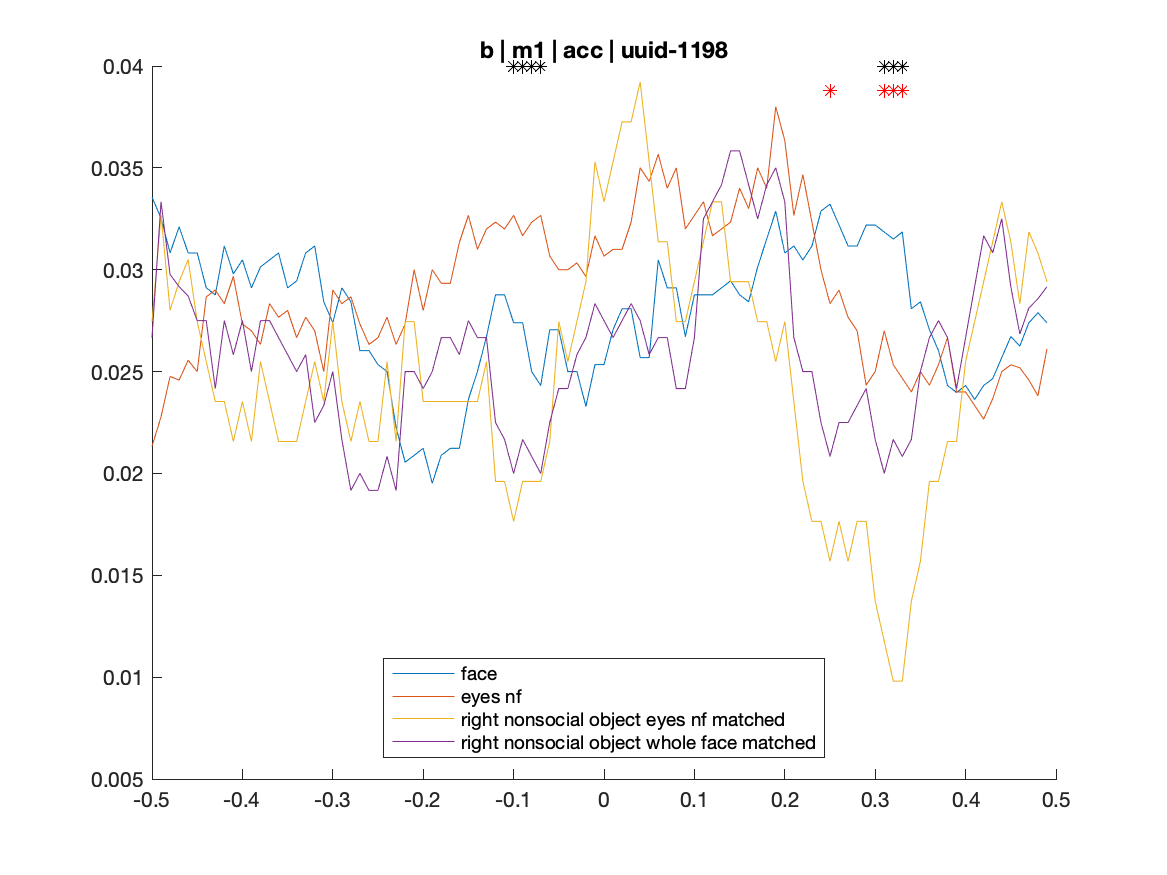 b | m1 | acc | uuid-1198
0.04
0.035
0.03
0.025
0.02
0.015
0.01
0.005
-0.5 -0.4 -0.3 -0.2 -0.1 0 0.1 0.2 0.3 0.4 0.5
face
eyes nf
right nonsocial object eyes nf matched
right nonsocial object whole face matched